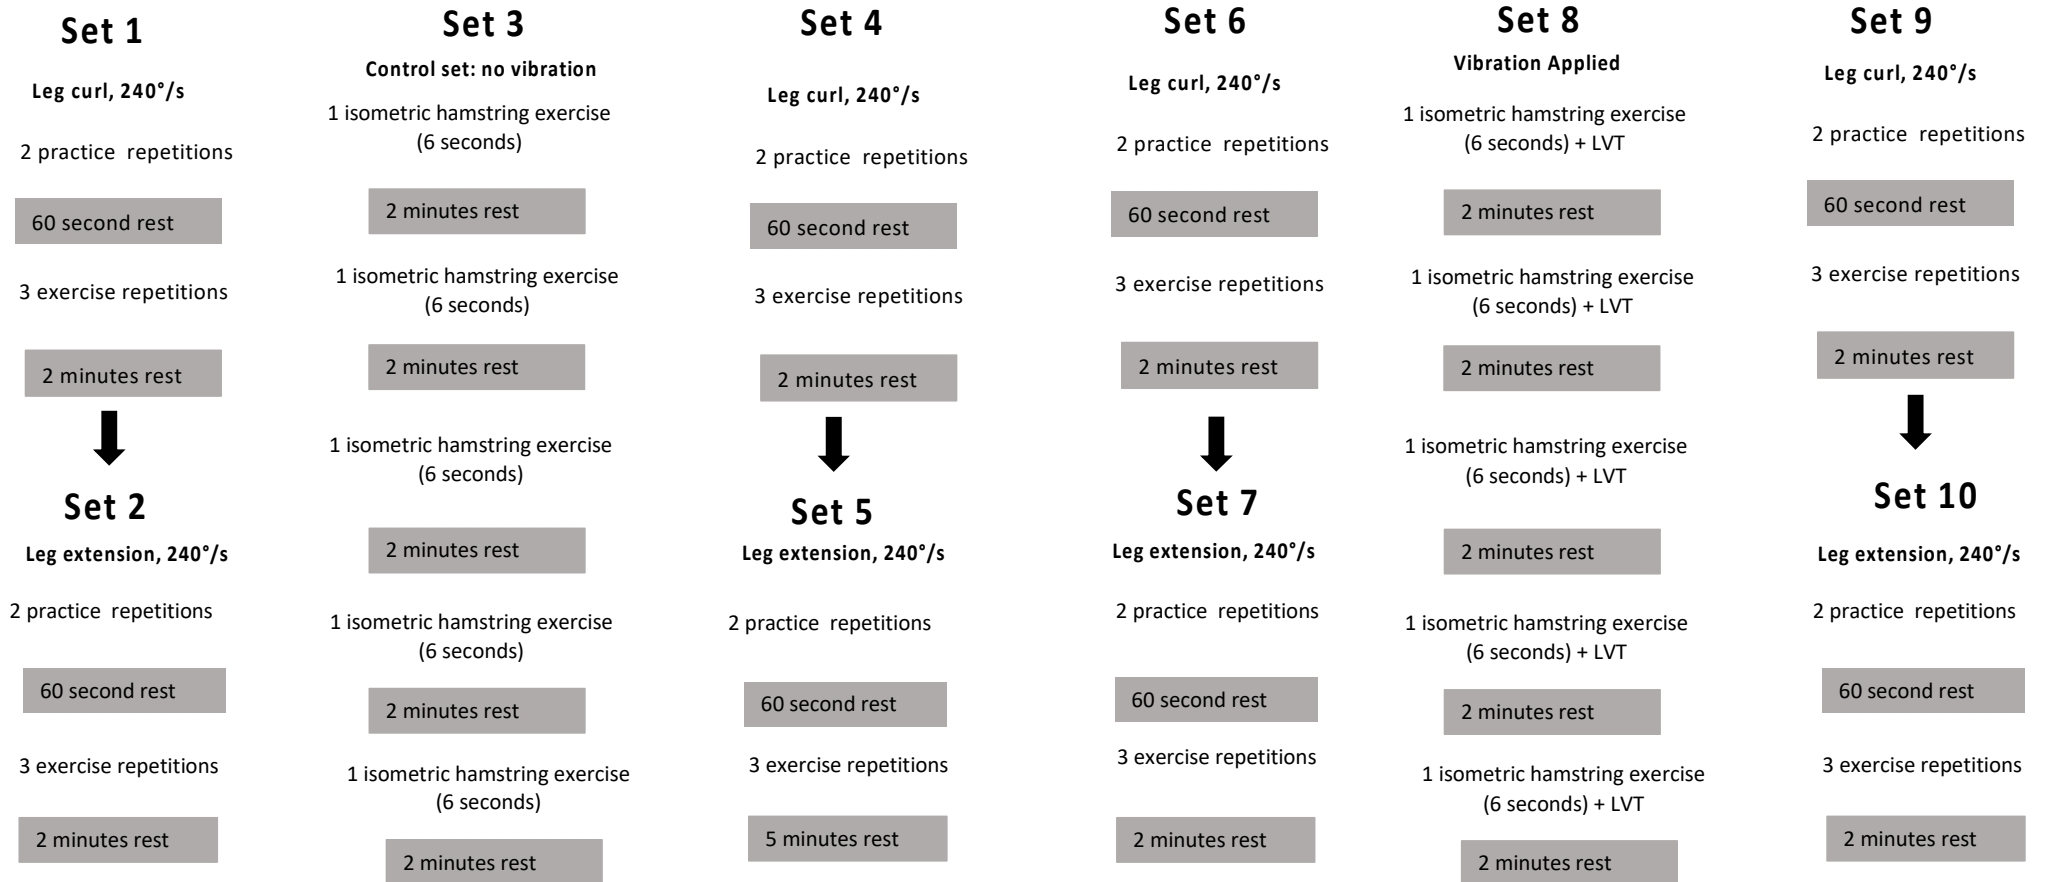 Set 1
Leg curl, 240°/s
2 practice repetitions
60 second rest
3 exercise repetitions
2 minutes rest
Set 2
Leg extension, 240°/s
2 practice repetitions
60 second rest
3 exercise repetitions
2 minutes rest
Set 3
Control set: no vibration
1 isometric hamstring exercise
(6 seconds)
2 minutes rest
1 isometric hamstring exercise
(6 seconds)
2 minutes rest
1 isometric hamstring exercise
(6 seconds)
2 minutes rest
1 isometric hamstring exercise
(6 seconds)
2 minutes rest
1 isometric hamstring exercise
(6 seconds)
2 minutes rest
Set 4
Leg curl, 240°/s
2 practice repetitions
60 second rest
3 exercise repetitions
2 minutes rest
Set 5
Leg extension, 240°/s
2 practice repetitions
60 second rest
3 exercise repetitions
5 minutes rest
Set 6
Leg curl, 240°/s
2 practice repetitions
60 second rest
3 exercise repetitions
2 minutes rest
Set 7
Leg extension, 240°/s
2 practice repetitions
60 second rest
3 exercise repetitions
2 minutes rest
Set 8
Vibration Applied
1 isometric hamstring exercise
(6 seconds) + LVT
2 minutes rest
1 isometric hamstring exercise
(6 seconds) + LVT
2 minutes rest
1 isometric hamstring exercise
(6 seconds) + LVT
2 minutes rest
1 isometric hamstring exercise
(6 seconds) + LVT
2 minutes rest
1 isometric hamstring exercise
(6 seconds) + LVT
2 minutes rest
Set 9
Leg curl, 240°/s
2 practice repetitions
60 second rest
3 exercise repetitions
2 minutes rest
Set 10
Leg extension, 240°/s
2 practice repetitions
60 second rest
3 exercise repetitions
2 minutes rest